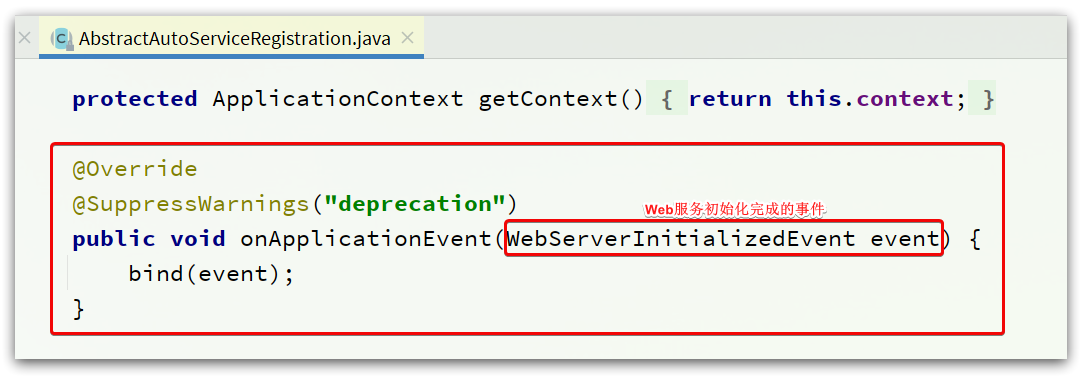 AbstractAutoServiceRegistration.java
protected ApplicationContext getContext() { return this.context; }
@Override
@SuppressWarnings("deprecation")
Web服务初始化完成的事件
public void onApplicationEvent(WebServerInitializedEvent event) {
bind(event);
}